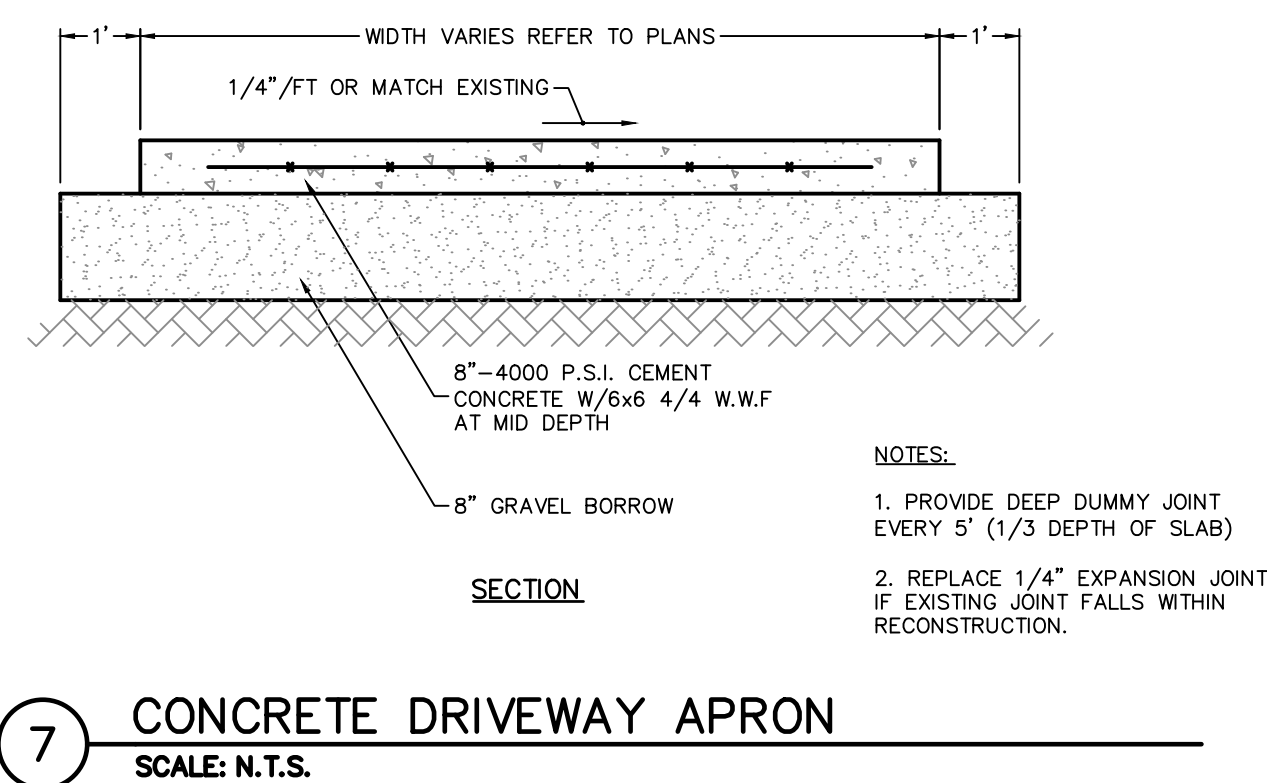 1' WIDTH VARIES REFER TO PLANS 1'
1/4"/FT OR MATCH EXISTING
8"-4000 P.S.I. CEMENT
CONCRETE W/6x6 4/4 W.W.F
AT MID DEPTH
8" GRAVEL BORROW
SECTION
NOTES:
1. PROVIDE DEEP DUMMY JOINT
EVERY 5' (1/3 DEPTH OF SLAB)
2. REPLACE 1/4" EXPANSION JOINT
IF EXISTING JOINT FALLS WITHIN
RECONSTRUCTION.
7 CONCRETE DRIVEWAY APRON
SCALE: N.T.S.